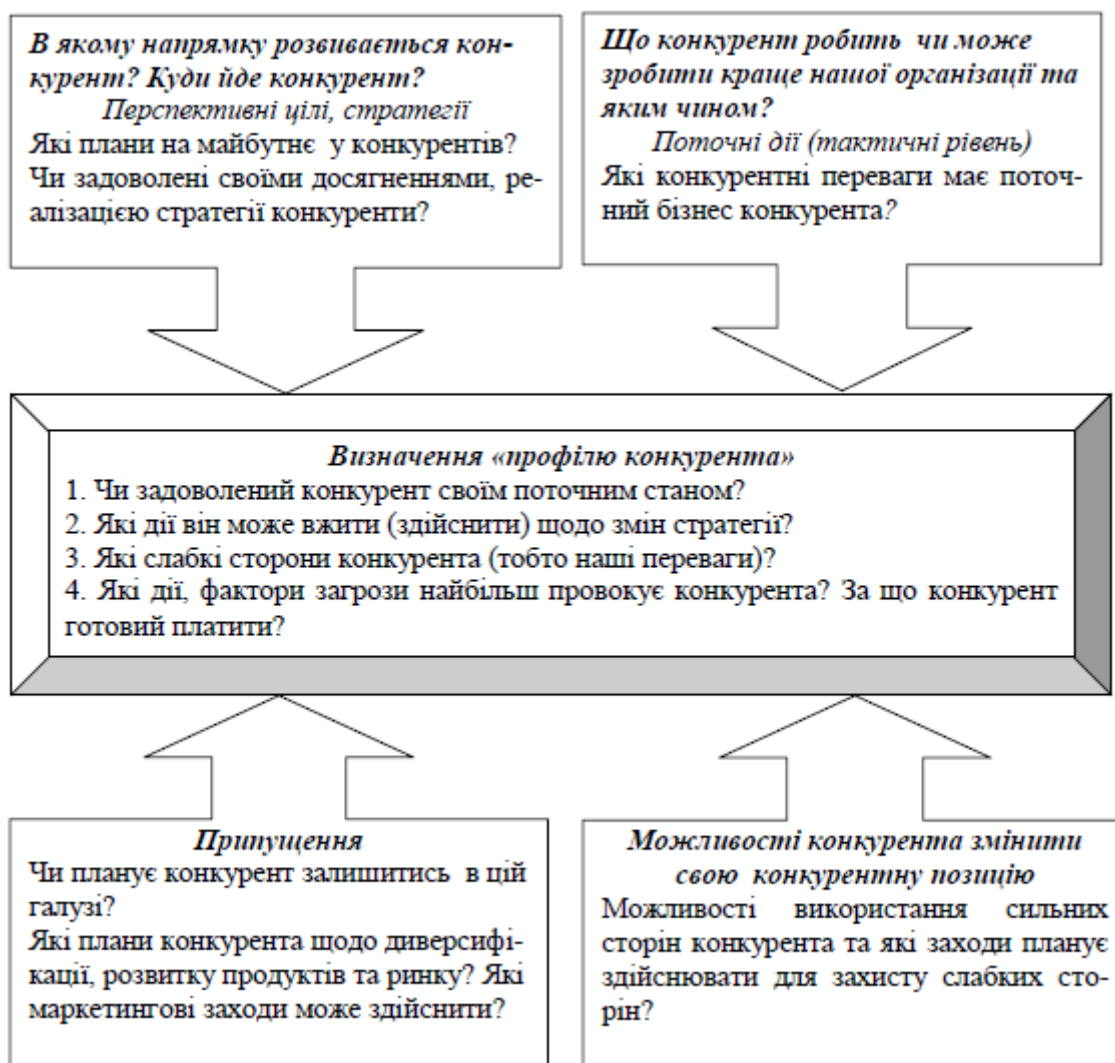 В якому напрямку розвивається кон-
курент? Куди йде конкурент?
Перспективні цілі, стратегії
Які плани на майбутнє у конкурентів?
Чи задоволені своїми досягненнями, ре-
алізацією стратегії конкуренти?
Що конкурент робить чи може
зробити краще нашої організації та
яким чином?
Поточні дії (тактичні рівень)
Які конкурентні переваги має поточ-
ний бізнес конкурента?
Визначення «профілю конкурента»
1. Чи задоволений конкурент своїм поточним станом?
2. Які дії він може вжити (здійснити) щодо змін стратегії?
3. Які слабкі сторони конкурента (тобто наші переваги)?
4. Які дії, фактори загрози найбільш провокує конкурента? За що конкурент
готовий платити?
Припущення
Чи планує конкурент залишитись в цій
галузі?
Які плани конкурента щодо диверсифі-
кації, розвитку продуктів та ринку? Які
маркетингові заходи може здійснити?
Можливості конкурента змінити
свою конкурентну позицію
Можливості використання сильних
сторін конкурента та які заходи планує
здійснювати для захисту слабких сто-
рін?